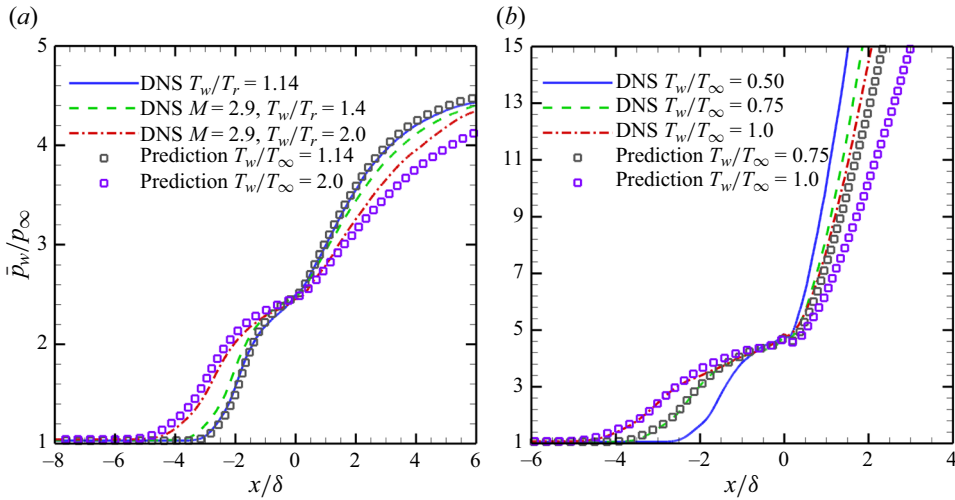 (a)
5
4
3
2
1
p̄w/p∞
DNS Tw/Tr = 1.14
DNS M = 2.9, Tw/Tr = 1.4
DNS M = 2.9, Tw/Tr = 2.0
Prediction Tw/T∞ = 1.14
Prediction Tw/T∞ = 2.0
−8 −6 −4 −2 0 2 4 6
x/δ
(b)
15
13
11
9
7
5
3
1
DNS Tw/T∞ = 0.50
DNS Tw/T∞ = 0.75
DNS Tw/T∞ = 1.0
Prediction Tw/T∞ = 0.75
Prediction Tw/T∞ = 1.0
−6 −4 −2 0 2 4
x/δ